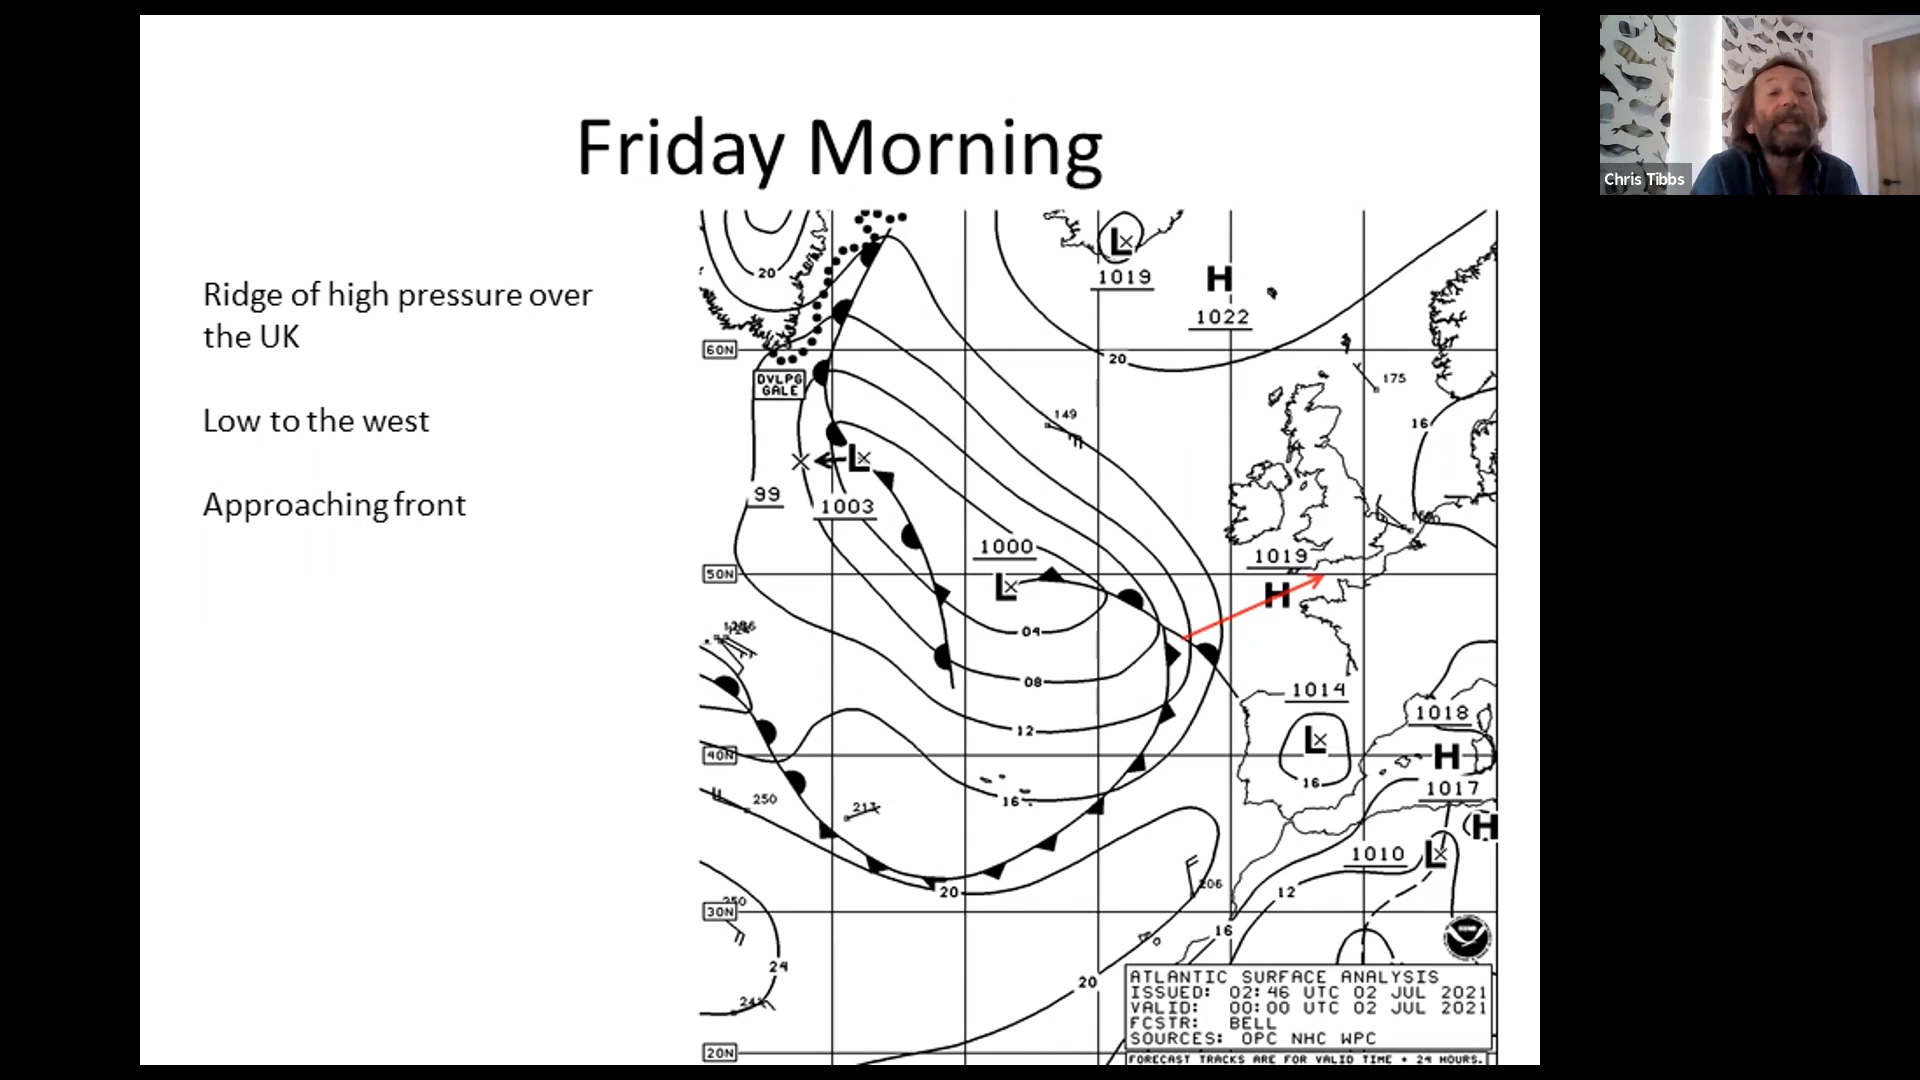 Friday Morning
Chris Tibbs
Ridge of high pressure over
the UK
Low to the west
Approaching front
20
L
1019
H
1022
60N
20
DVLPG
GALE
175
149
16
L
99
1003
1000
1019
50N
L
H
04
08
1014
12
1018
L
40N
H
16
16
1017
250
217
H
1010
L
206
20
12
250
30N
16
24
20
241
ATLANTIC SURFACE ANALYSIS
ISSUED: 02:46 UTC 02 JUL 2021
VALID: 00:00 UTC 02 JUL 2021
FCSTR: BELL
SOURCES: OPC NHC WPC
20N
FORECAST TRACKS ARE FOR VALID TIME + 24 HOURS.